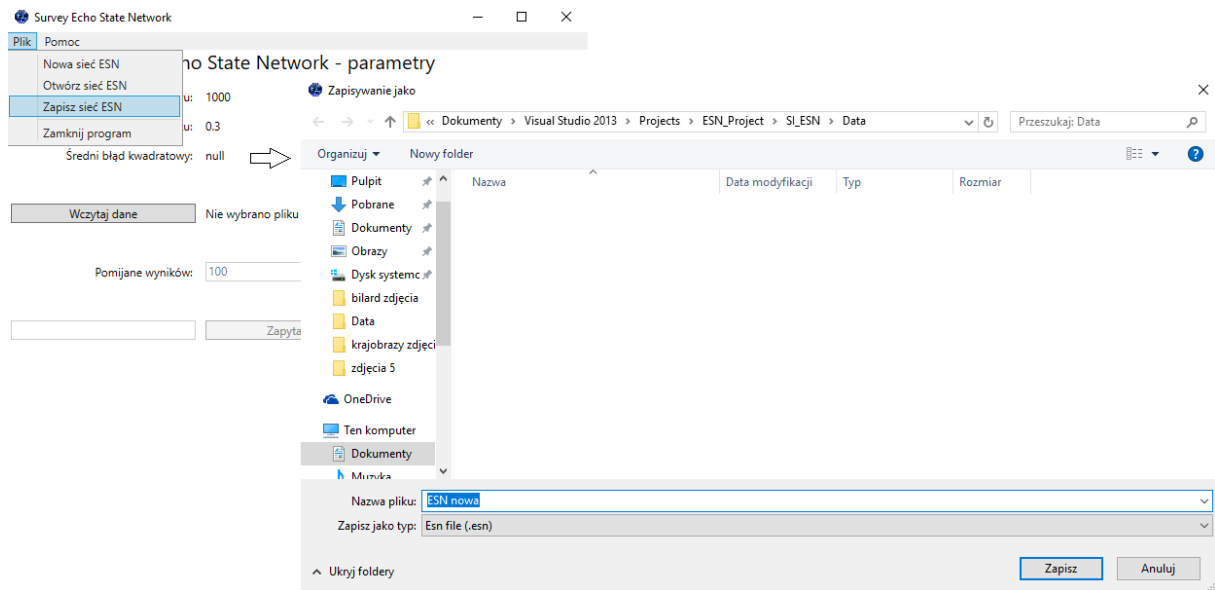 Survey Echo State Network
Plik Pomoc
Nowa sieć ESN
Otwórz sieć ESN
Zapisz sieć ESN
Zamknij program
ho State Network - parametry
u: 1000
u: 0.3
Średni błąd kwadratowy: null
Wczytaj dane Nie wybrano pliku
Pomijane wyników: 100
Zapyta
Zapisywanie jako
« Dokumenty > Visual Studio 2013 > Projects > ESN_Project > SI_ESN > Data
Przeszukaj: Data
Organizuj Nowy folder
Nazwa Data modyfikacji Typ Rozmiar
Pulpit
Pobrane
Dokumenty
Obrazy
Dysk systemc
bilard zdjęcia
Data
krajobrazy zdjęci
zdjęcia 5
OneDrive
Ten komputer
Dokumenty
Muzyka
Nazwa pliku: ESN nowa
Zapisz jako typ: Esn file (.esn)
Ukryj foldery Zapisz Anuluj